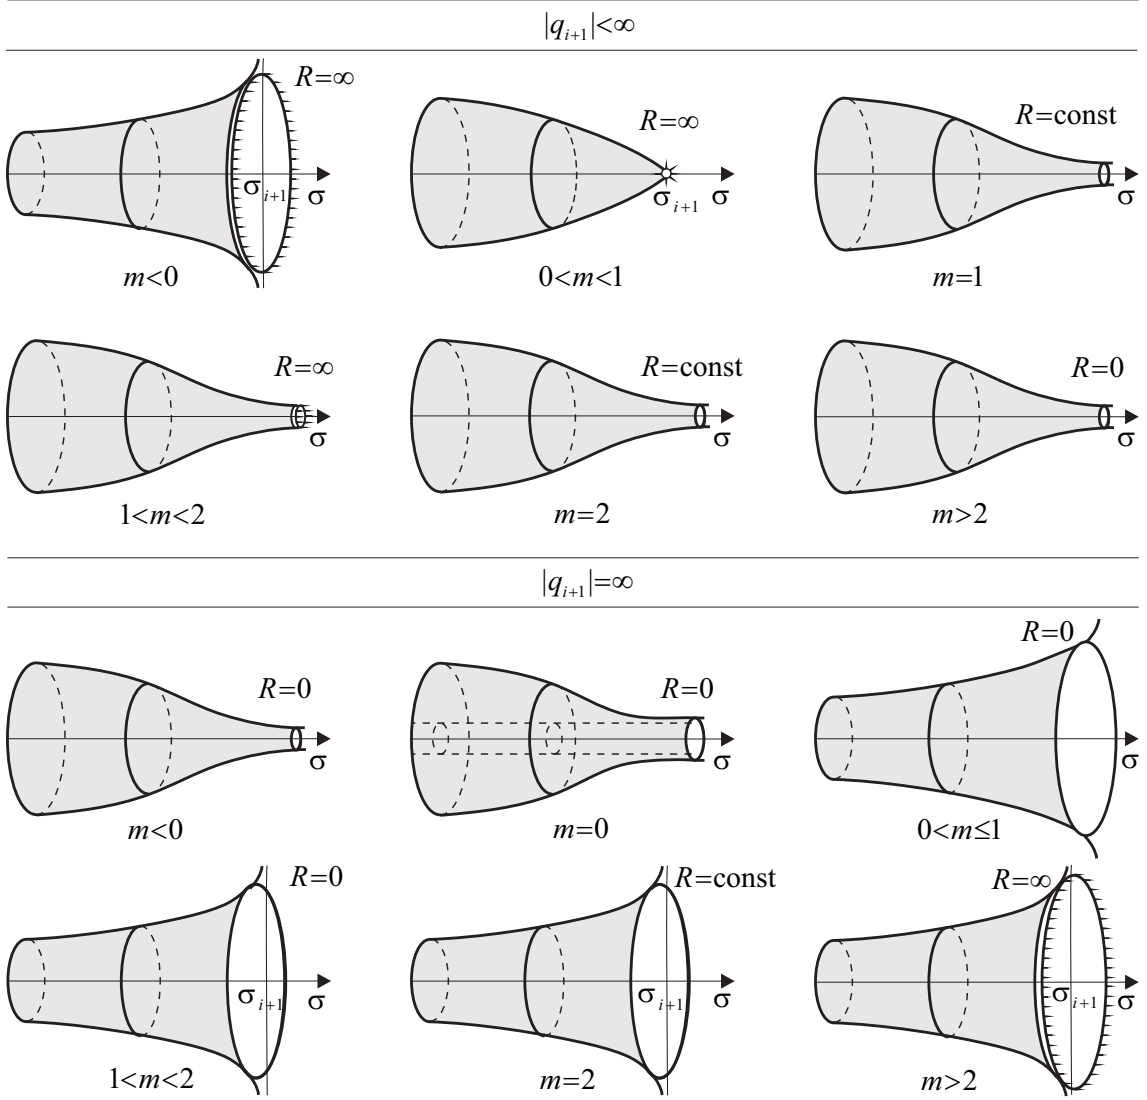 |q_{i+1}|<∞
R=∞
R=∞
R=const
σ_{i+1} σ
σ_{i+1} σ
σ
m<0
0<m<1
m=1
R=∞
R=const
R=0
σ
σ
σ
1<m<2
m=2
m>2
|q_{i+1}|=∞
R=0
R=0
R=0
σ
σ
σ
m<0
m=0
0<m≤1
R=0
R=const
R=∞
σ_{i+1} σ
σ_{i+1} σ
σ_{i+1} σ
1<m<2
m=2
m>2